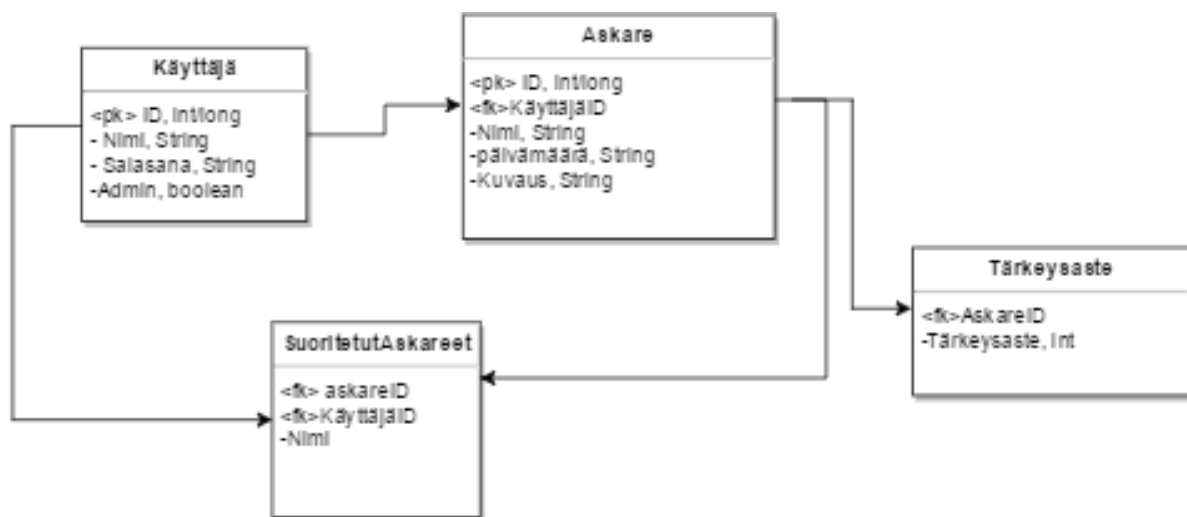 Käyttäjä
<pk> ID, Int/long
- Nimi, String
- Salasana, String
-Admin, boolean
Askare
<pk> ID, Int/long
<fk>KäyttäjäID
-Nimi, String
-päivämäärä, String
-Kuvaus, String
Tärkeysaste
<fk>AskareID
-Tärkeysaste, int
SuoritetutAskareet
<fk> askareID
<fk>KäyttäjäID
-Nimi